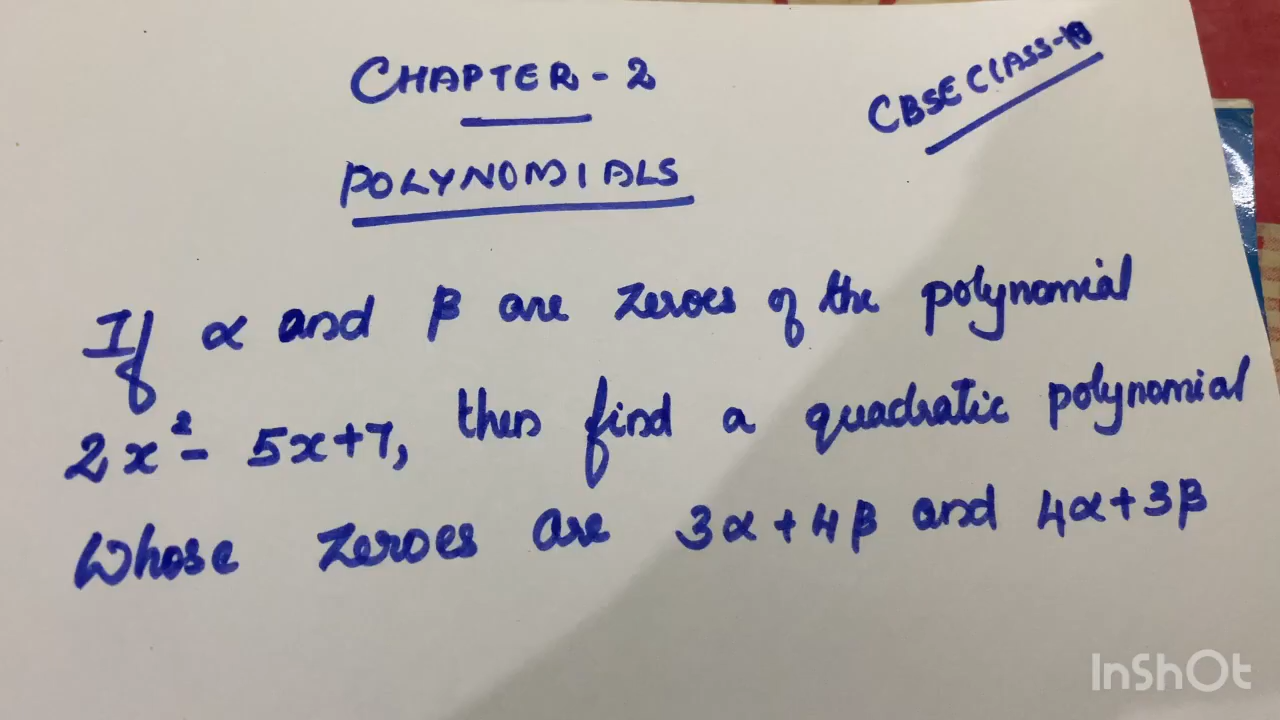 CHAPTER - 2
CBSE CLASS-10
POLYNOMIALS
If α and β are zeroes of the polynomial
2x² - 5x+7, then find a quadratic polynomial
Whose zeroes are 3α + 4β and 4α+3β
InShOt